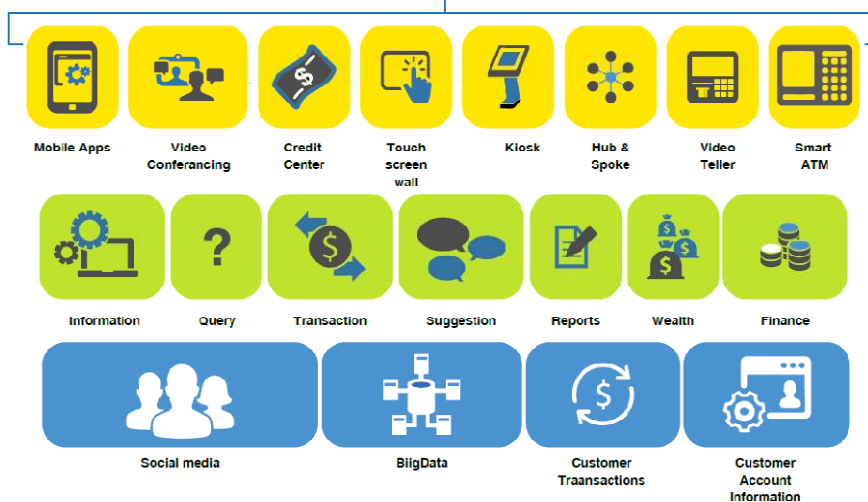 Mobile Apps
Video
Conferancing
Credit
Center
Touch
screen
wall
Kiosk
Hub &
Spoke
Video
Teller
Smart
ATM
Information
Query
Transaction
Suggestion
Reports
Wealth
Finance
Social media
BiigData
Customer
Traansactions
Customer
Account
Information